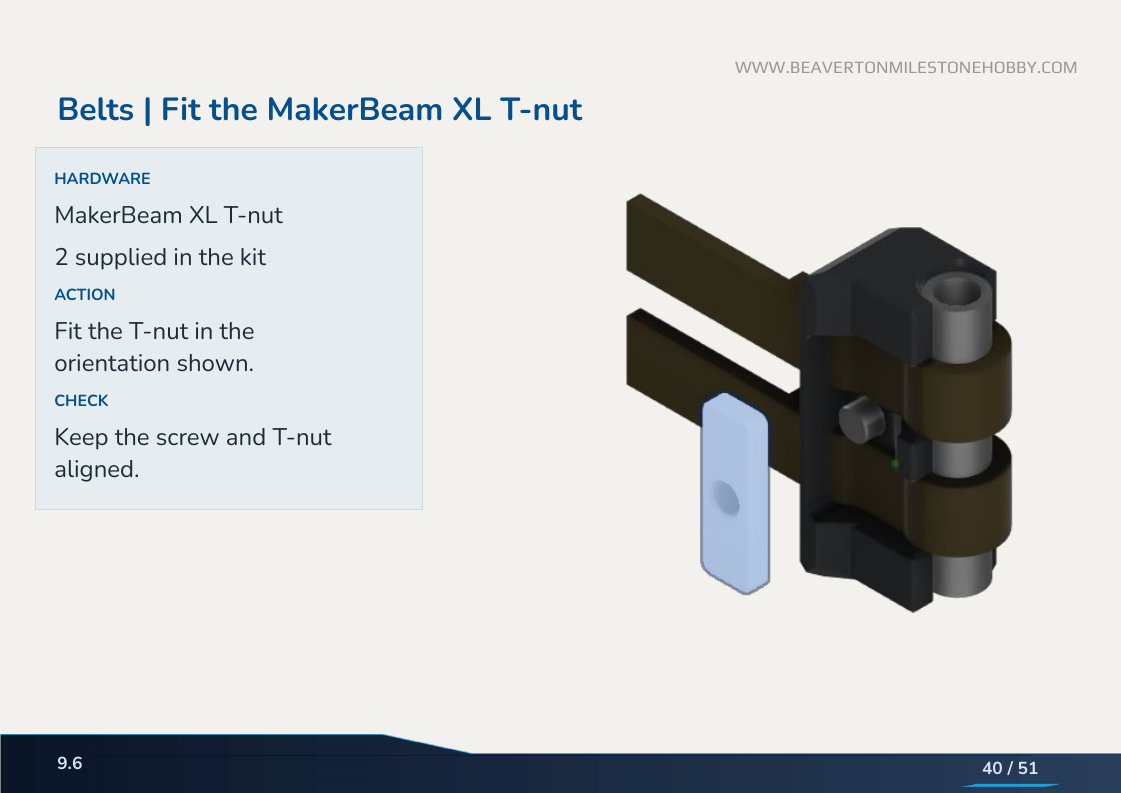 WWW.BEAVERTONMILESTONEHOBBY.COM
Belts | Fit the MakerBeam XL T-nut
HARDWARE
MakerBeam XL T-nut
2 supplied in the kit
ACTION
Fit the T-nut in the
orientation shown.
CHECK
Keep the screw and T-nut
aligned.
9.6
40 / 51